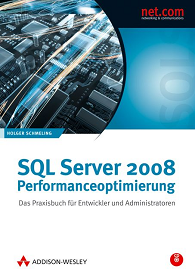 net.com
networking & communications
HOLGER SCHMELING
SQL Server 2008
Performanceoptimierung
Das Praxisbuch für Entwickler und Administratoren
ADDISON-WESLEY